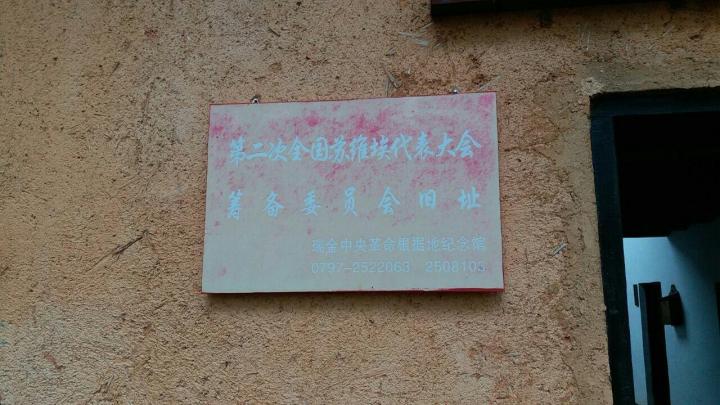 第二次全国苏维埃代表大会
筹备委员会旧址
瑞金中央革命根据地纪念馆
0797-2522063 2508105